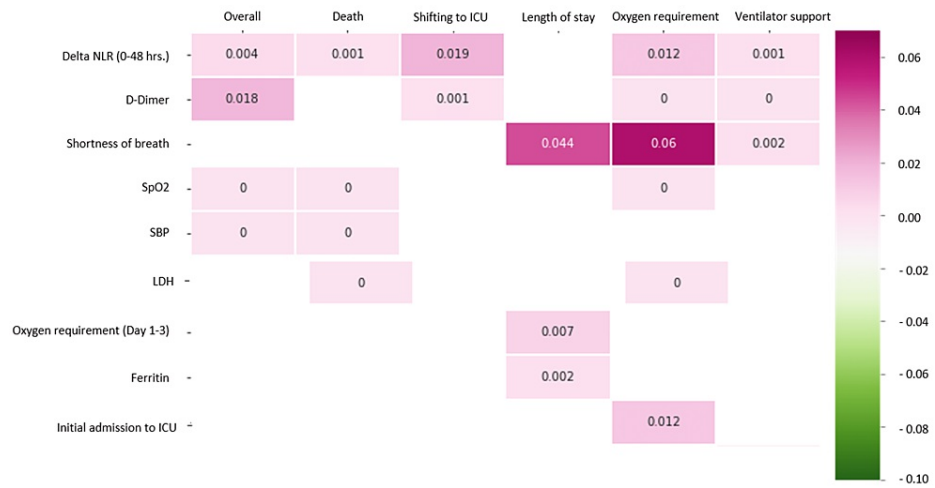 Overall Death Shifting to ICU Length of stay Oxygen requirement Ventilator support
Delta NLR (0-48 hrs.) 0.004 0.001 0.019 0.012 0.001
D-Dimer 0.018 0.001 0 0
Shortness of breath 0.044 0.06 0.002
SpO2 0 0 0
SBP 0 0
LDH 0 0
Oxygen requirement (Day 1-3) 0.007
Ferritin 0.002
Initial admission to ICU 0.012
0.06
0.04
0.02
0.00
- 0.02
- 0.04
- 0.06
- 0.08
- 0.10